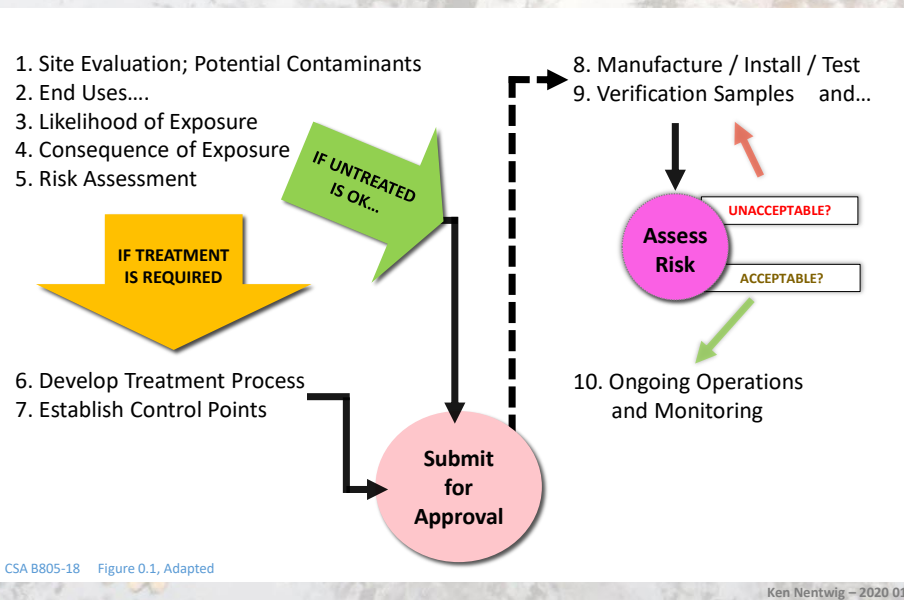 1. Site Evaluation; Potential Contaminants
2. End Uses....
3. Likelihood of Exposure
4. Consequence of Exposure
5. Risk Assessment
IF UNTREATED
IS OK...
IF TREATMENT
IS REQUIRED
6. Develop Treatment Process
7. Establish Control Points
Submit
for
Approval
8. Manufacture / Install / Test
9. Verification Samples and...
Assess
Risk
UNACCEPTABLE?
ACCEPTABLE?
10. Ongoing Operations
and Monitoring
CSA B805-18 Figure 0.1, Adapted
Ken Nentwig – 2020 01